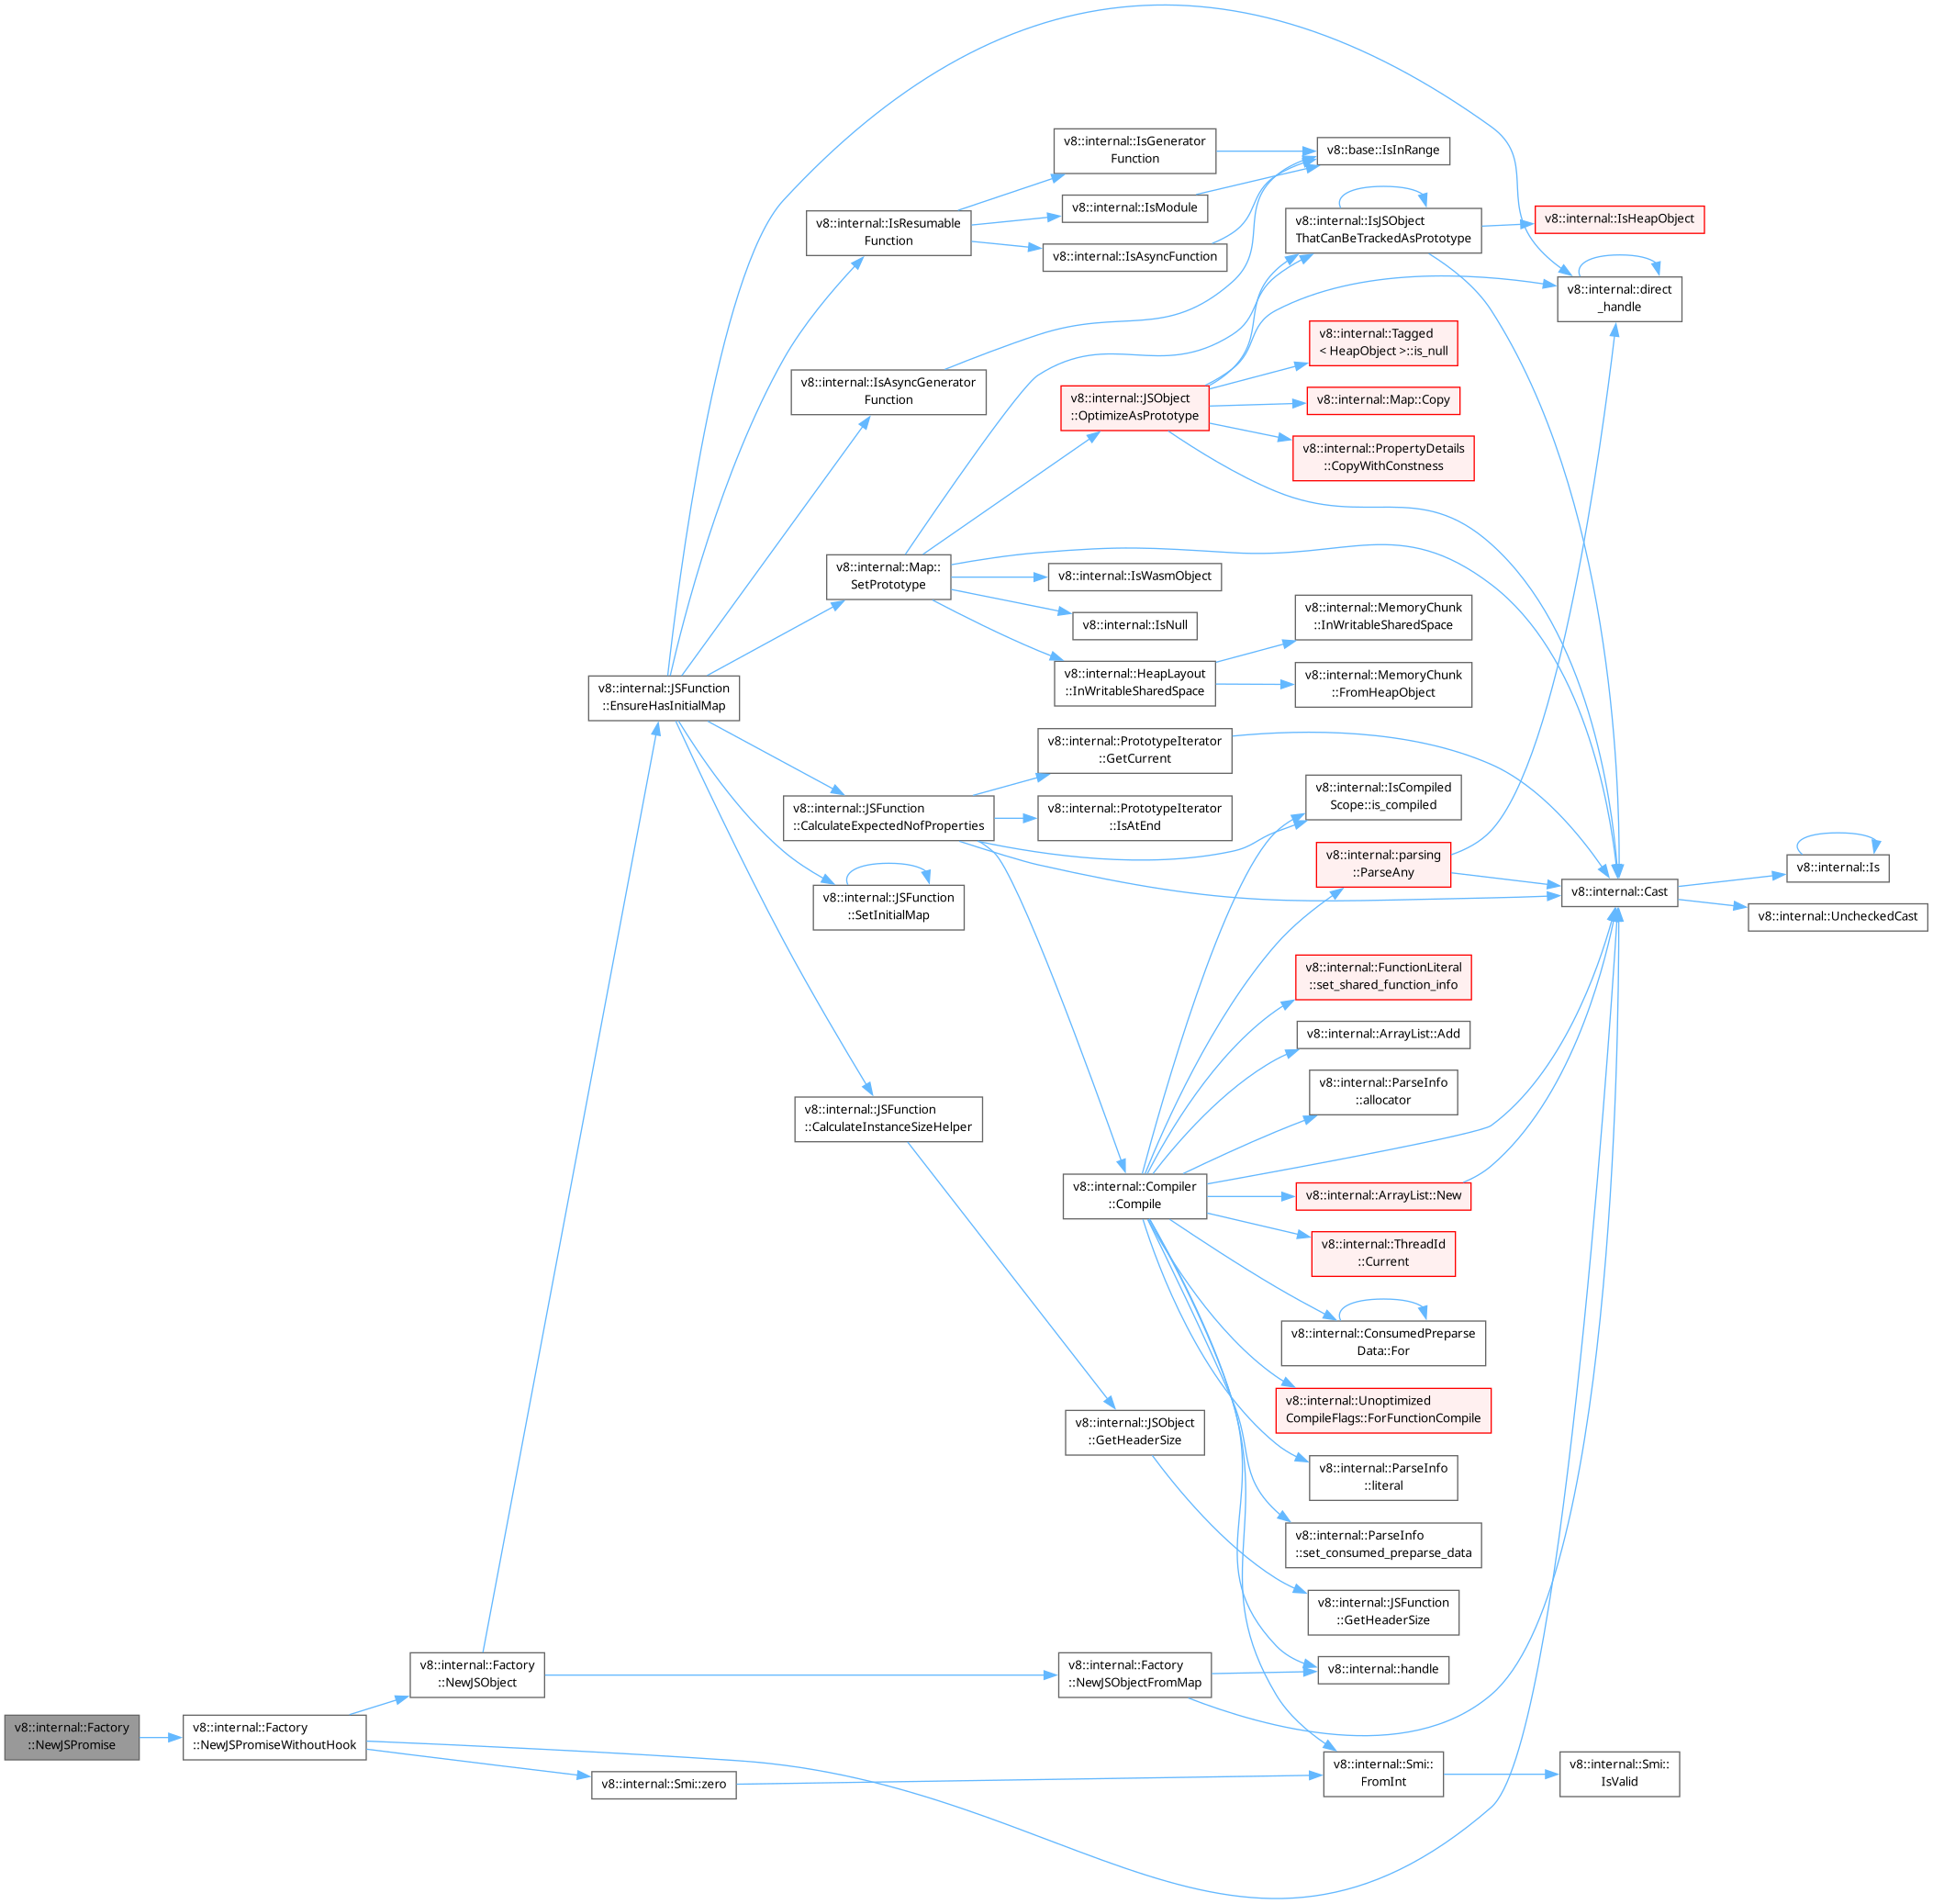 v8::internal::Factory
::NewJSPromise
v8::internal::Factory
::NewJSPromiseWithoutHook
v8::internal::Factory
::NewJSObject
v8::internal::Smi::zero
v8::internal::JSFunction
::EnsureHasInitialMap
v8::internal::IsResumable
Function
v8::internal::IsAsyncGenerator
Function
v8::internal::Map::
SetPrototype
v8::internal::JSFunction
::CalculateExpectedNofProperties
v8::internal::JSFunction
::SetInitialMap
v8::internal::JSFunction
::CalculateInstanceSizeHelper
v8::internal::IsGenerator
Function
v8::internal::IsModule
v8::internal::IsAsyncFunction
v8::internal::JSObject
::OptimizeAsPrototype
v8::internal::IsWasmObject
v8::internal::IsNull
v8::internal::HeapLayout
::InWritableSharedSpace
v8::internal::PrototypeIterator
::GetCurrent
v8::internal::PrototypeIterator
::IsAtEnd
v8::internal::Compiler
::Compile
v8::internal::JSObject
::GetHeaderSize
v8::internal::Factory
::NewJSObjectFromMap
v8::base::IsInRange
v8::internal::IsJSObject
ThatCanBeTrackedAsPrototype
v8::internal::Tagged
< HeapObject >::is_null
v8::internal::Map::Copy
v8::internal::PropertyDetails
::CopyWithConstness
v8::internal::MemoryChunk
::InWritableSharedSpace
v8::internal::MemoryChunk
::FromHeapObject
v8::internal::IsCompiled
Scope::is_compiled
v8::internal::parsing
::ParseAny
v8::internal::FunctionLiteral
::set_shared_function_info
v8::internal::ArrayList::Add
v8::internal::ParseInfo
::allocator
v8::internal::ArrayList::New
v8::internal::ThreadId
::Current
v8::internal::ConsumedPreparse
Data::For
v8::internal::Unoptimized
CompileFlags::ForFunctionCompile
v8::internal::ParseInfo
::literal
v8::internal::ParseInfo
::set_consumed_preparse_data
v8::internal::JSFunction
::GetHeaderSize
v8::internal::handle
v8::internal::Smi::
FromInt
v8::internal::IsHeapObject
v8::internal::direct
_handle
v8::internal::Cast
v8::internal::Smi::
IsValid
v8::internal::Is
v8::internal::UncheckedCast